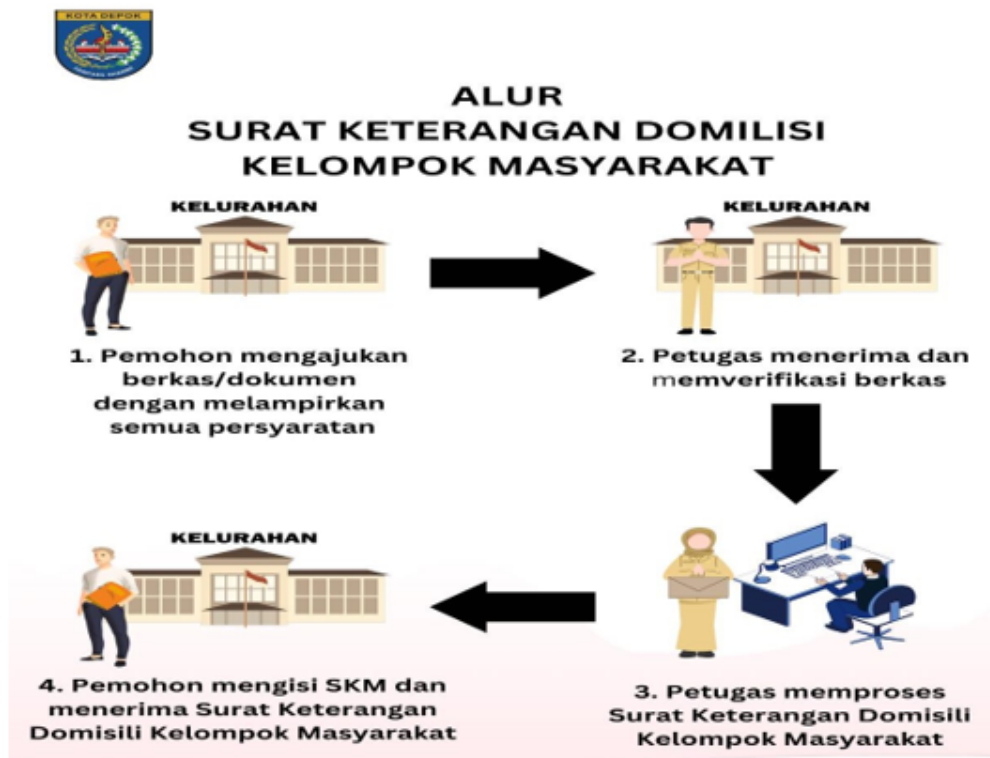 KOTA DEPOK
ALUR
SURAT KETERANGAN DOMILISI
KELOMPOK MASYARAKAT
KELURAHAN
1. Pemohon mengajukan
berkas/dokumen
dengan melampirkan
semua persyaratan
KELURAHAN
2. Petugas menerima dan
memverifikasi berkas
3. Petugas memproses
Surat Keterangan Domisili
Kelompok Masyarakat
KELURAHAN
4. Pemohon mengisi SKM dan
menerima Surat Keterangan
Domisili Kelompok Masyarakat